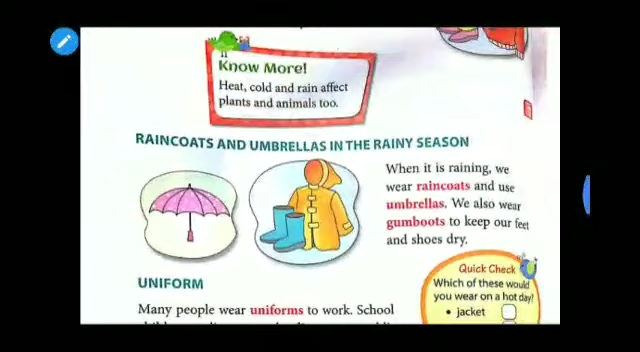 Know More!
Heat, cold and rain affect
plants and animals too.
RAINCOATS AND UMBRELLAS IN THE RAINY SEASON
When it is raining, we
wear raincoats and use
umbrellas. We also wear
gumboots to keep our feet
and shoes dry.
UNIFORM
Many people wear uniforms to work. School
Quick Check
Which of these would
you wear on a hot day?
• jacket